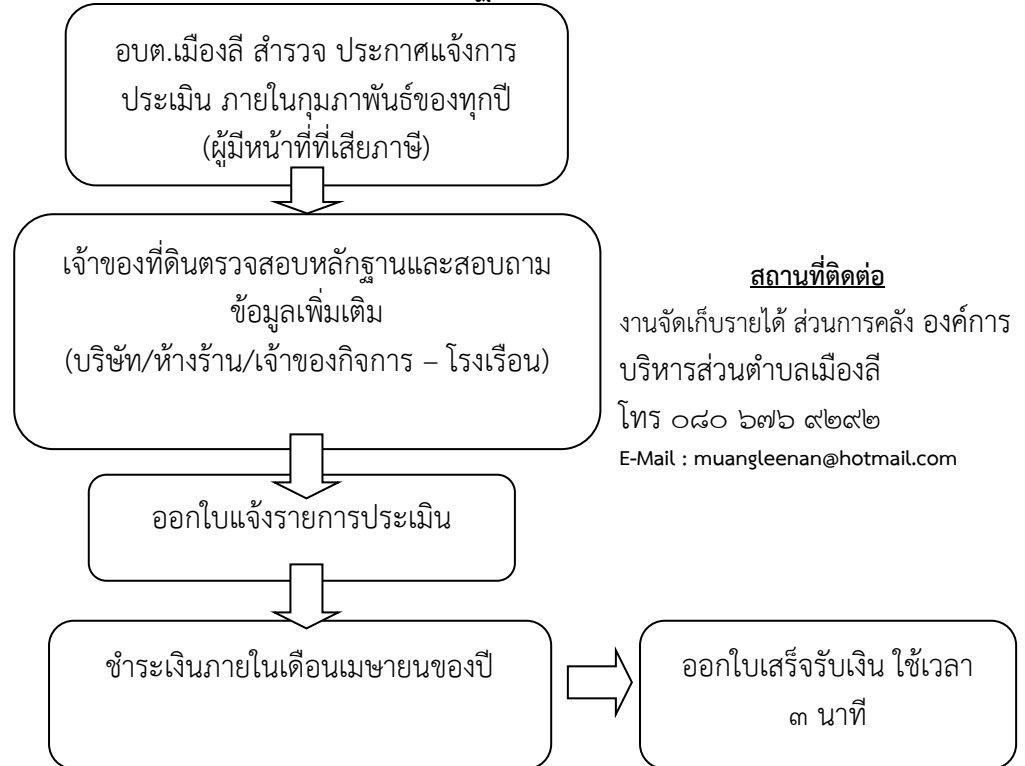 อบต.เมืองลี สำรวจ ประกาศแจ้งการ
ประเมิน ภายในกุมภาพันธ์ของทุกปี
(ผู้มีหน้าที่ที่เสียภาษี)
เจ้าของที่ดินตรวจสอบหลักฐานและสอบถาม
ข้อมูลเพิ่มเติม
(บริษัท/ห้างร้าน/เจ้าของกิจการ – โรงเรือน)
สถานที่ติดต่อ
งานจัดเก็บรายได้ ส่วนการคลัง องค์การ
บริหารส่วนตำบลเมืองลี
โทร ๐๘๐ ๖๗๖ ๙๒๙๒
E-Mail : muangleenan@hotmail.com
ออกใบแจ้งรายการประเมิน
ชำระเงินภายในเดือนเมษายนของปี
ออกใบเสร็จรับเงิน ใช้เวลา
๓ นาที